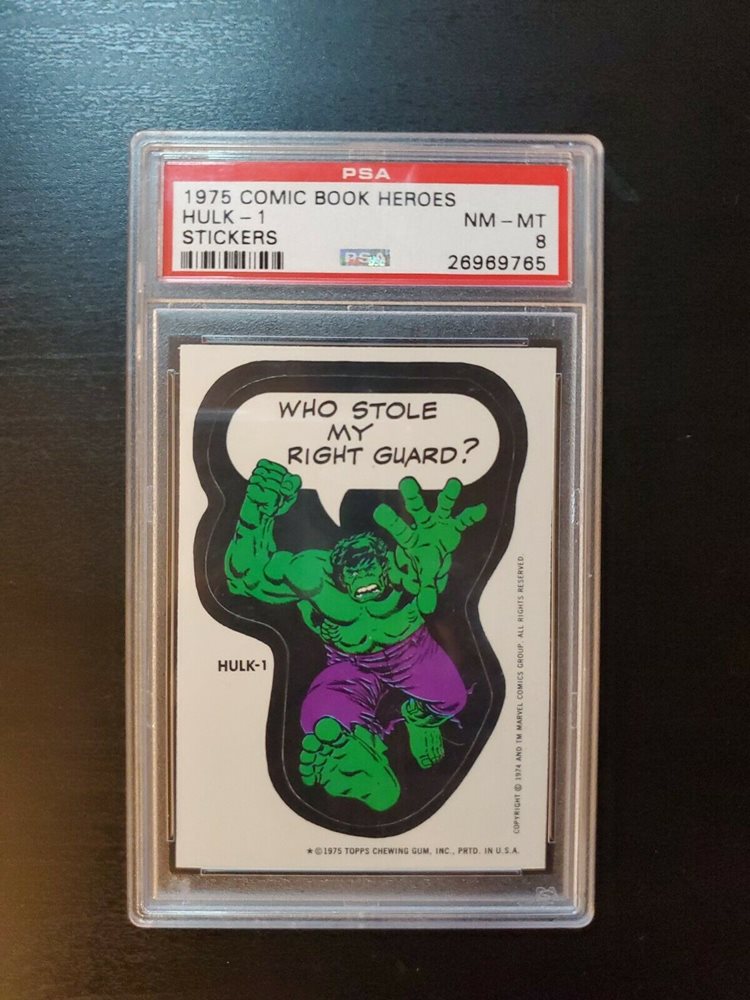 PSA
1975 COMIC BOOK HEROES
HULK - 1 NM - MT
STICKERS 8
PSA 26969765
WHO STOLE
MY
RIGHT GUARD?
HULK-1
COPYRIGHT © 1974 AND TM MARVEL COMICS GROUP. ALL RIGHTS RESERVED.
★ © 1975 TOPPS CHEWING GUM, INC., PRTD. IN U.S.A.